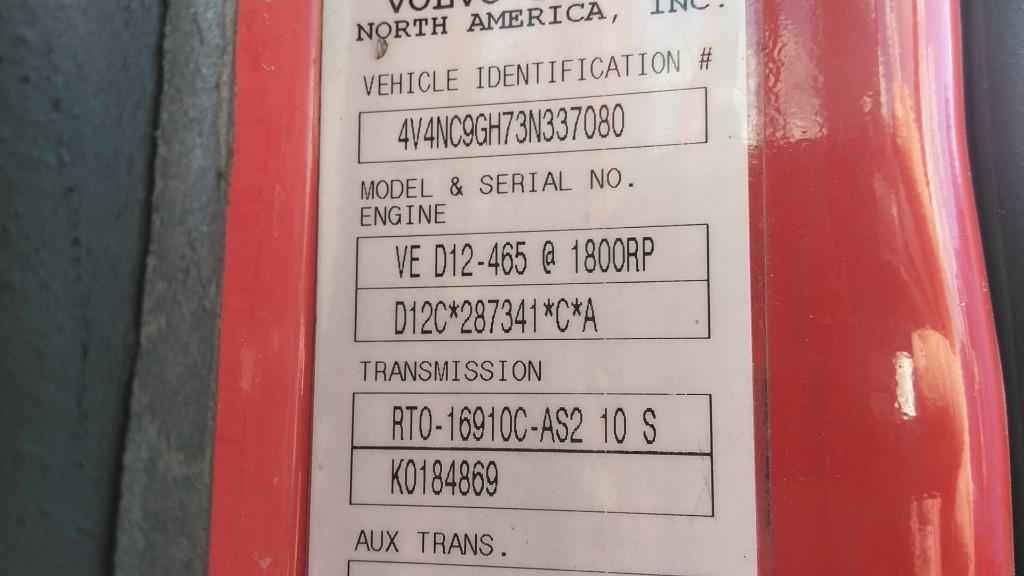 VOLVO
NORTH AMERICA, INC.
VEHICLE IDENTIFICATION #
4V4NC9GH73N337080
MODEL & SERIAL NO.
ENGINE
VE D12-465 @ 1800RP
D12C*287341*C*A
TRANSMISSION
RTO-16910C-AS2 10 S
K0184869
AUX TRANS.